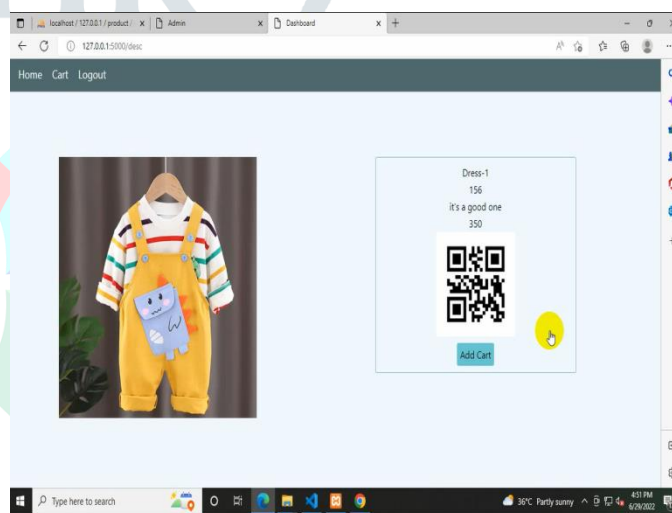 localhost / 127.0.0.1 / product /
Admin
Dashboard
127.0.0.1:5000/desc
Home Cart Logout
Dress-1
156
it's a good one
350
Add Cart
Type here to search
36°C Partly sunny
4:51 PM
6/29/2022